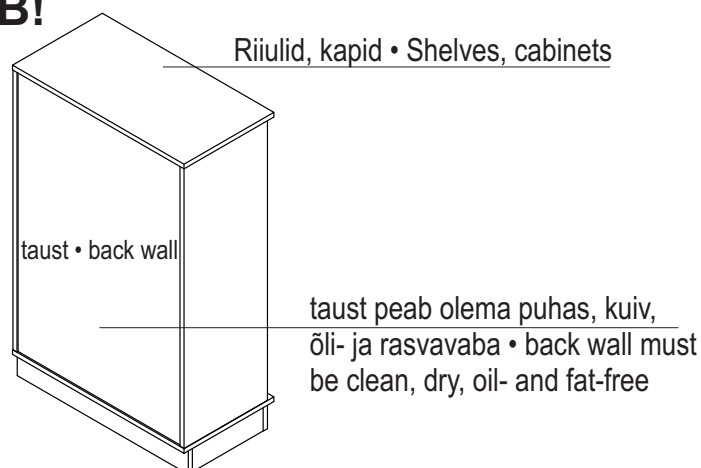 B!
Riiulid, kapid • Shelves, cabinets
taust • back wall
taust peab olema puhas, kuiv,
õli- ja rasvavaba • back wall must
be clean, dry, oil- and fat-free